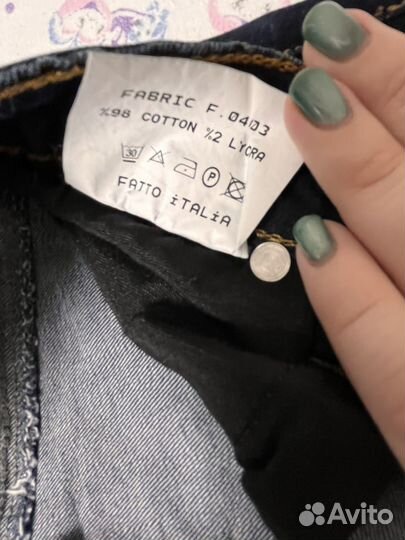 FABRIC F.0403
%98 COTTON %2 LYCRA
30 P
FATTO iTALiA
Avito